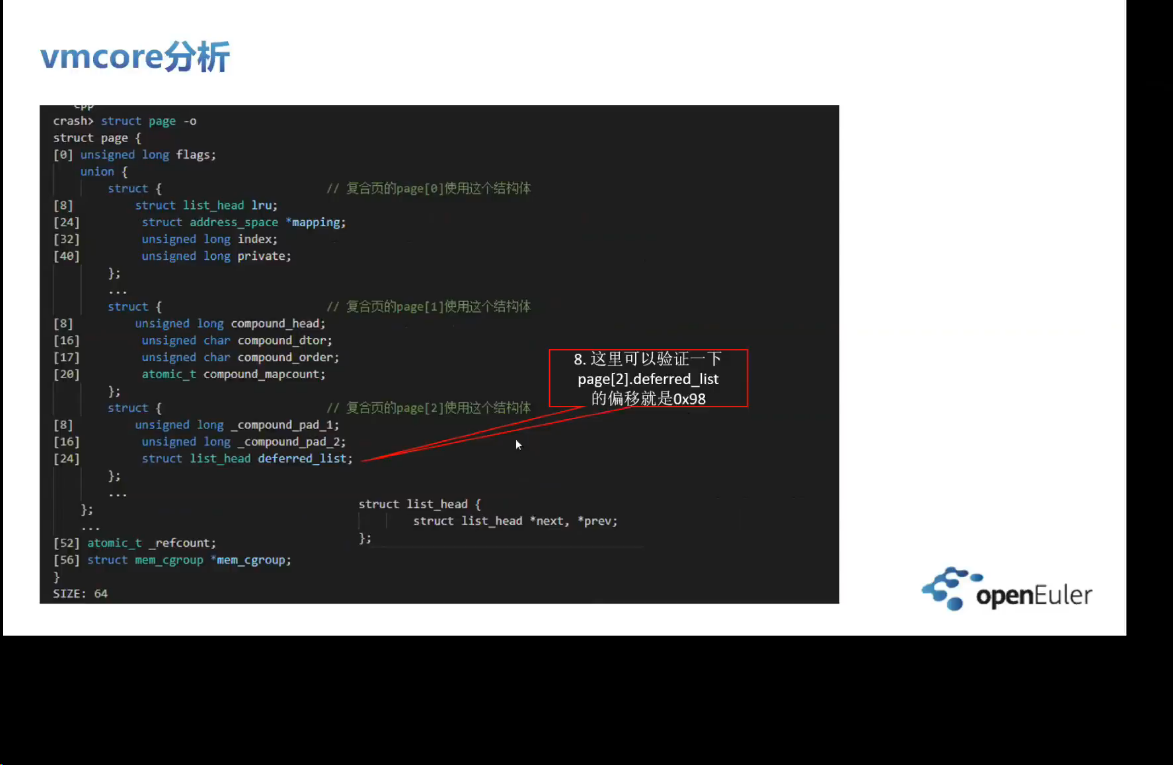 vmcore分析
cpp
crash> struct page -o
struct page {
[0] unsigned long flags;
union {
struct { // 复合页的page[0]使用这个结构体
[8] struct list_head lru;
[24] struct address_space *mapping;
[32] unsigned long index;
[40] unsigned long private;
};
...
struct { // 复合页的page[1]使用这个结构体
[8] unsigned long compound_head;
[16] unsigned char compound_dtor;
[17] unsigned char compound_order;
[20] atomic_t compound_mapcount;
};
struct { // 复合页的page[2]使用这个结构体
[8] unsigned long _compound_pad_1;
[16] unsigned long _compound_pad_2;
[24] struct list_head deferred_list;
};
...
};
...
[52] atomic_t _refcount;
[56] struct mem_cgroup *mem_cgroup;
}
SIZE: 64
8. 这里可以验证一下
page[2].deferred_list
的偏移就是0x98
struct list_head {
struct list_head *next, *prev;
};
openEuler